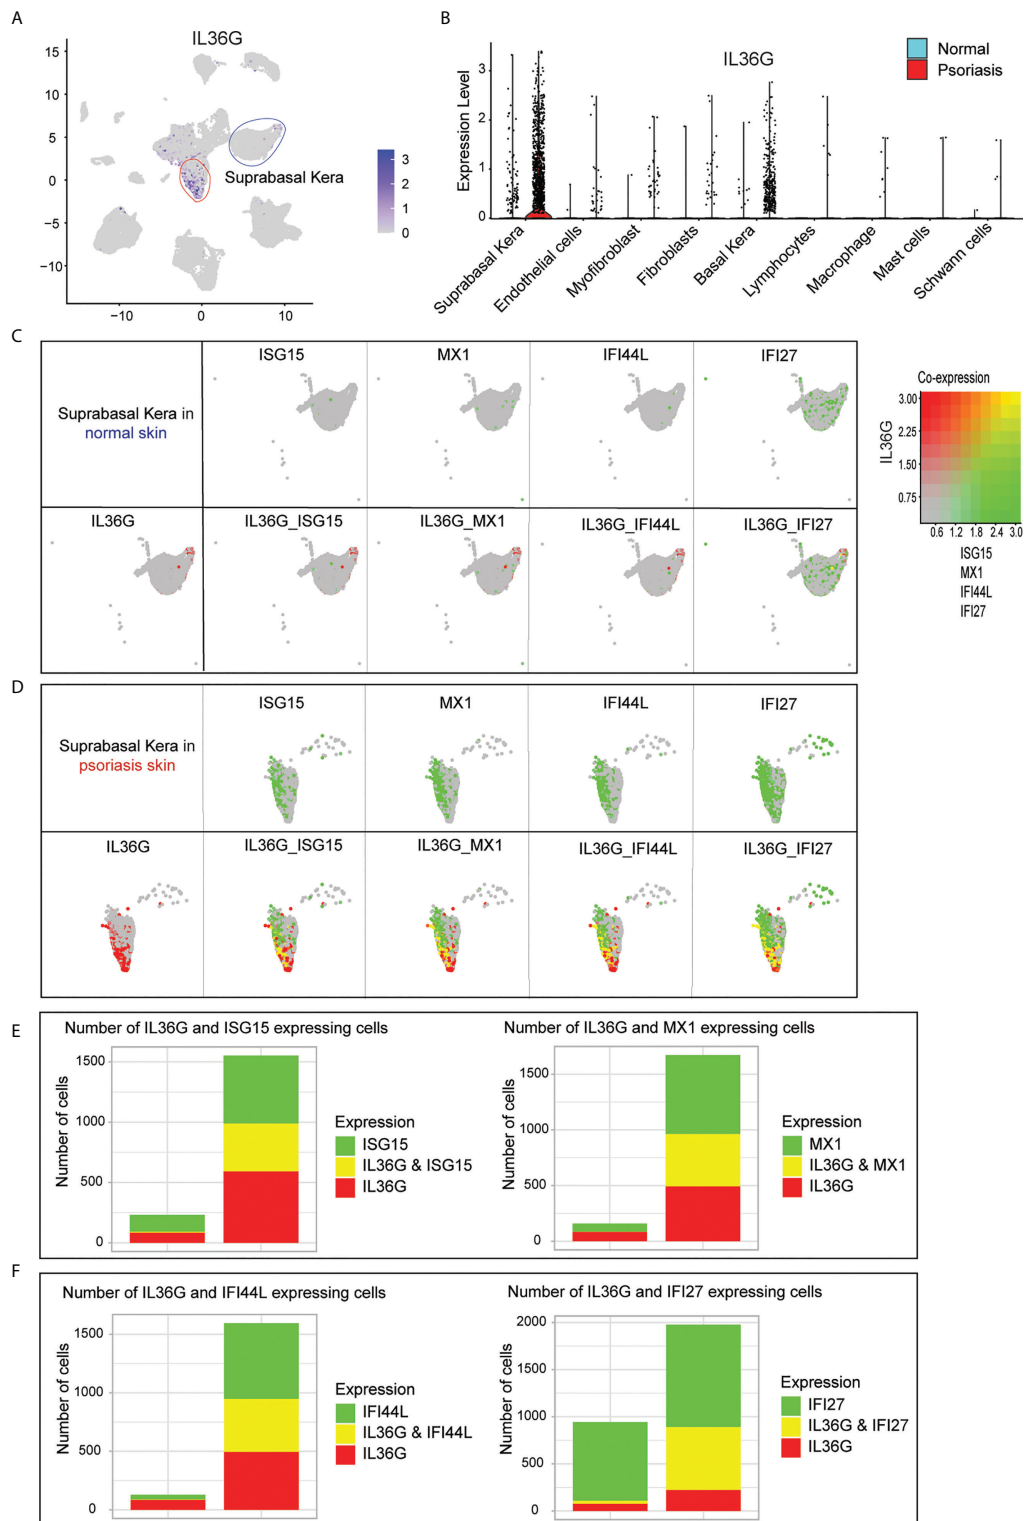 A
IL36G
15
10
5
0
−5
−10
−10
0
10
Suprabasal Kera
3
2
1
0
B
IL36G
Normal
Psoriasis
Expression Level
3
2
1
0
Suprabasal Kera
Endothelial cells
Myofibroblast
Fibroblasts
Basal Kera
Lymphocytes
Macrophage
Mast cells
Schwann cells
C
Suprabasal Kera in
normal skin
ISG15
MX1
IFI44L
IFI27
IL36G
IL36G_ISG15
IL36G_MX1
IL36G_IFI44L
IL36G_IFI27
Co-expression
IL36G
3.00
2.25
1.50
0.75
0.6 1.2 1.8 2.4 3.0
ISG15
MX1
IFI44L
IFI27
D
Suprabasal Kera in
psoriasis skin
ISG15
MX1
IFI44L
IFI27
IL36G
IL36G_ISG15
IL36G_MX1
IL36G_IFI44L
IL36G_IFI27
E
Number of IL36G and ISG15 expressing cells
Number of cells
1500
1000
500
0
Expression
ISG15
IL36G & ISG15
IL36G
Number of IL36G and MX1 expressing cells
Number of cells
1500
1000
500
0
Expression
MX1
IL36G & MX1
IL36G
F
Number of IL36G and IFI44L expressing cells
Number of cells
1500
1000
500
0
Expression
IFI44L
IL36G & IFI44L
IL36G
Number of IL36G and IFI27 expressing cells
Number of cells
2000
1500
1000
500
0
Expression
IFI27
IL36G & IFI27
IL36G